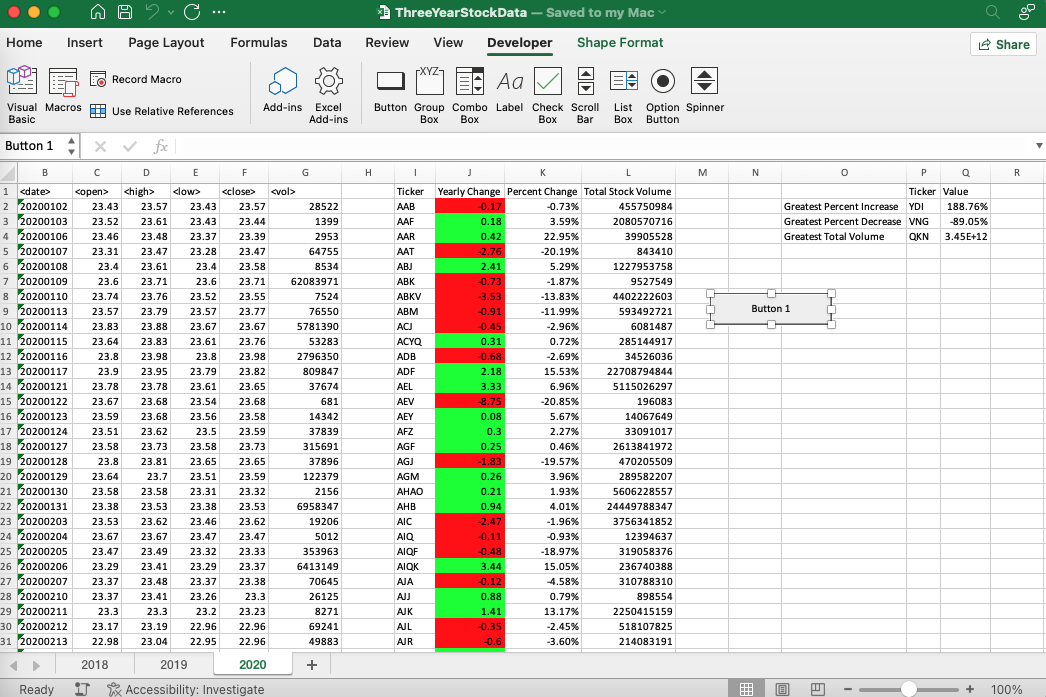 ThreeYearStockData — Saved to my Mac
Home Insert Page Layout Formulas Data Review View Developer Shape Format Share
Visual Basic Macros Record Macro Use Relative References Add-ins Excel Add-ins Button Group Box XYZ Combo Box Aa Label Check Box Scroll Bar List Box Option Button Spinner
Button 1 fx
B C D E F G H I J K L M N O P Q R
1 <date> <open> <high> <low> <close> <vol> Ticker Yearly Change Percent Change Total Stock Volume Ticker Value
2 20200102 23.43 23.57 23.43 23.57 28522 AAB -0.17 -0.73% 455750984 Greatest Percent Increase YDI 188.76%
3 20200103 23.52 23.61 23.43 23.44 1399 AAF 0.18 3.59% 2080570716 Greatest Percent Decrease VNG -89.05%
4 20200106 23.46 23.48 23.37 23.39 2953 AAR 0.42 22.95% 39905528 Greatest Total Volume QKN 3.45E+12
5 20200107 23.31 23.47 23.28 23.47 64755 AAT -2.76 -20.19% 843410
6 20200108 23.4 23.61 23.4 23.58 8534 ABJ 2.41 5.29% 1227953758
7 20200109 23.6 23.71 23.6 23.71 62083971 ABK -0.73 -1.87% 9527549
8 20200110 23.74 23.76 23.52 23.55 7524 ABKV -3.53 -13.83% 4402222603
9 20200113 23.57 23.79 23.57 23.77 76550 ABM -0.91 -11.99% 593492721 Button 1
10 20200114 23.83 23.88 23.67 23.67 5781390 ACJ -0.45 -2.96% 6081487
11 20200115 23.64 23.83 23.61 23.76 53283 ACYQ 0.31 0.72% 285144917
12 20200116 23.8 23.98 23.8 23.98 2796350 ADB -0.68 -2.69% 34526036
13 20200117 23.9 23.95 23.79 23.82 809847 ADF 2.18 15.53% 22708794844
14 20200121 23.78 23.78 23.61 23.65 37674 AEL 3.33 6.96% 5115026297
15 20200122 23.67 23.68 23.54 23.68 681 AEV -8.75 -20.85% 196083
16 20200123 23.59 23.68 23.56 23.58 14342 AEY 0.08 5.67% 14067649
17 20200124 23.51 23.62 23.5 23.59 37839 AFZ 0.3 2.27% 33091017
18 20200127 23.58 23.73 23.58 23.73 315691 AGF 0.25 0.46% 2613841972
19 20200128 23.8 23.81 23.65 23.65 37896 AGJ -1.83 -19.57% 470205509
20 20200129 23.64 23.7 23.51 23.59 122379 AGM 0.26 3.96% 289582207
21 20200130 23.58 23.58 23.31 23.32 2156 AHAO 0.21 1.93% 5606228557
22 20200131 23.38 23.53 23.38 23.53 6958347 AHB 0.94 4.01% 24449788347
23 20200203 23.53 23.62 23.46 23.62 19206 AIC -2.47 -1.96% 3756341852
24 20200204 23.67 23.67 23.47 23.47 5012 AIQ -0.11 -0.93% 12394637
25 20200205 23.47 23.49 23.32 23.33 353963 AIQF -0.48 -18.97% 319058376
26 20200206 23.29 23.41 23.29 23.37 6413149 AIQK 3.44 15.05% 236740388
27 20200207 23.37 23.48 23.37 23.38 70645 AJA -0.12 -4.58% 310788310
28 20200210 23.37 23.41 23.26 23.3 26125 AJJ 0.88 0.79% 898554
29 20200211 23.3 23.3 23.2 23.23 8271 AJK 1.41 13.17% 2250415159
30 20200212 23.17 23.19 22.96 22.96 69241 AJL -0.35 -2.45% 518107825
31 20200213 22.98 23.04 22.95 22.96 49883 AJR -0.6 -3.60% 214083191
2018 2019 2020 +
Ready Accessibility: Investigate − + 100%